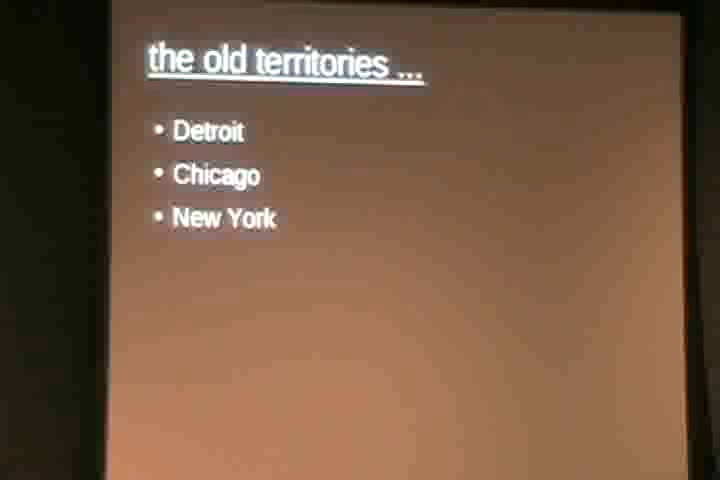 the old territories ...
• Detroit
• Chicago
• New York